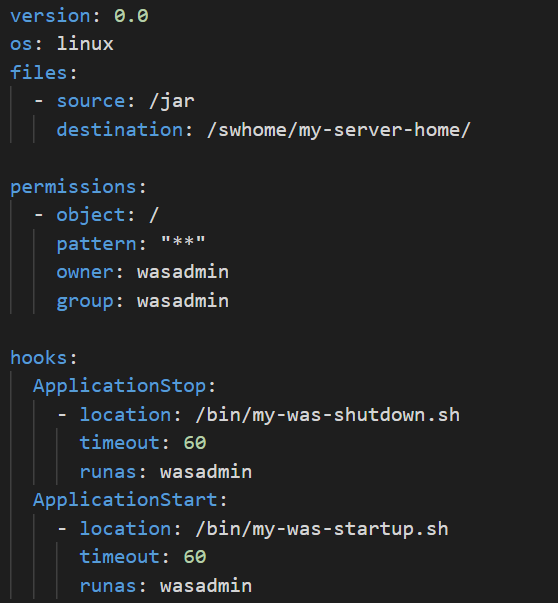 version: 0.0
os: linux
files:
  - source: /jar
    destination: /swhome/my-server-home/

permissions:
  - object: /
    pattern: "**"
    owner: wasadmin
    group: wasadmin

hooks:
  ApplicationStop:
    - location: /bin/my-was-shutdown.sh
      timeout: 60
      runas: wasadmin
  ApplicationStart:
    - location: /bin/my-was-startup.sh
      timeout: 60
      runas: wasadmin